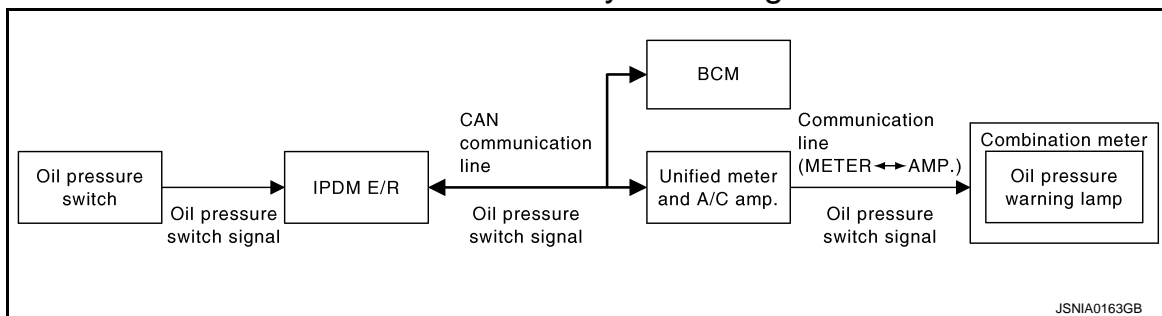 BCM
CAN
communication
line
Communication
line
(METER ↔ AMP.)
Combination meter
Oil pressure
switch
IPDM E/R
Unified meter
and A/C amp.
Oil pressure
warning lamp
Oil pressure
switch signal
Oil pressure
switch signal
Oil pressure
switch signal
JSNIA0163GB